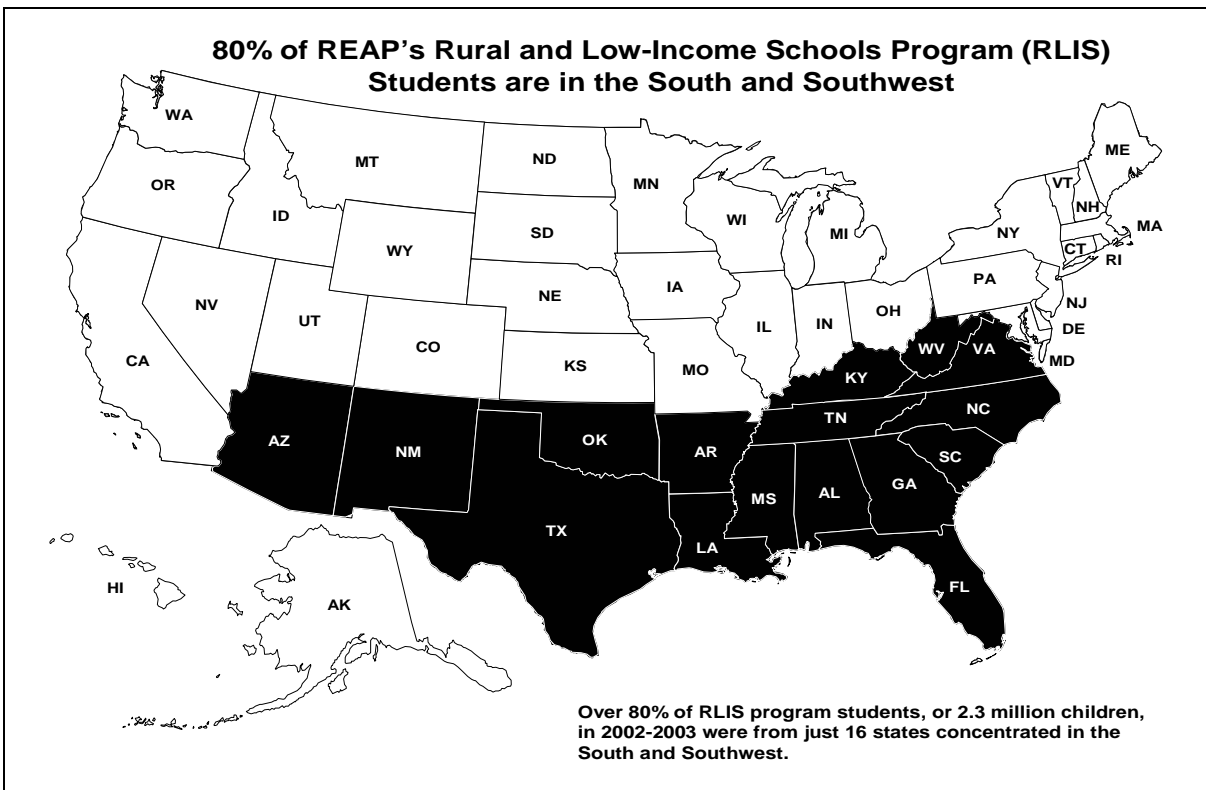 80% of REAP's Rural and Low-Income Schools Program (RLIS)
Students are in the South and Southwest
WA
OR
CA
NV
ID
MT
WY
UT
CO
AZ
NM
ND
SD
NE
KS
OK
TX
MN
IA
MO
AR
LA
WI
IL
MI
IN
OH
KY
TN
MS
AL
GA
FL
SC
NC
VA
WV
PA
NY
VT
NH
ME
MA
CT
RI
NJ
DE
MD
HI
AK
Over 80% of RLIS program students, or 2.3 million children,
in 2002-2003 were from just 16 states concentrated in the
South and Southwest.